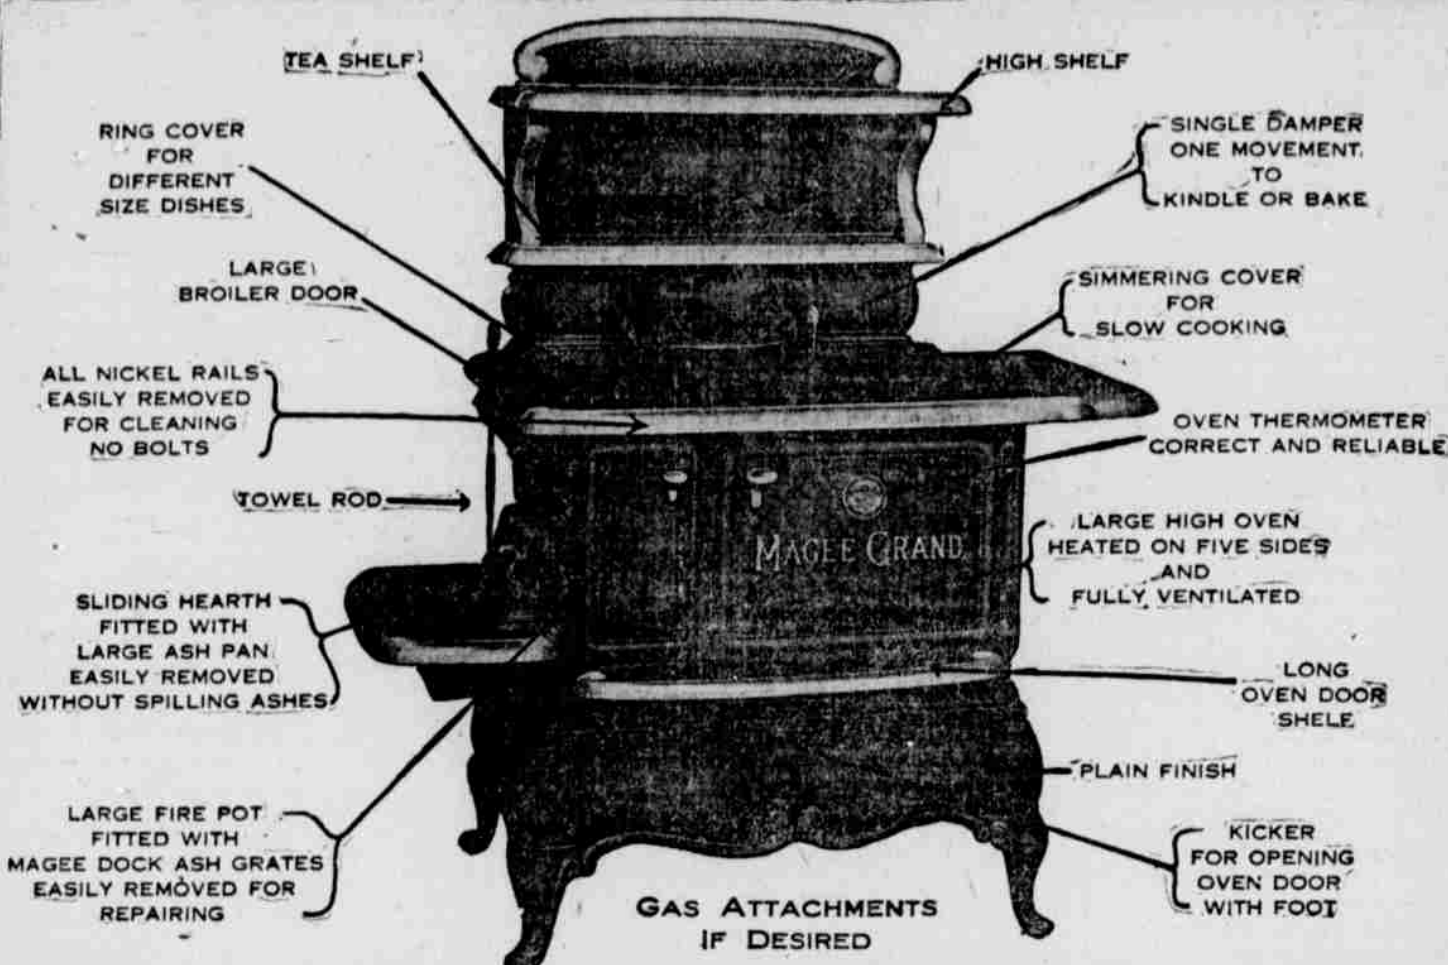 TEA SHELF
HIGH SHELF
RING COVER
FOR
DIFFERENT
SIZE DISHES
SINGLE DAMPER
ONE MOVEMENT
TO
KINDLE OR BAKE
LARGE
BROILER DOOR
SIMMERING COVER
FOR
SLOW COOKING
ALL NICKEL RAILS
EASILY REMOVED
FOR CLEANING
NO BOLTS
OVEN THERMOMETER
CORRECT AND RELIABLE
TOWEL ROD
MAGEE GRAND
LARGE HIGH OVEN
HEATED ON FIVE SIDES
AND
FULLY VENTILATED
SLIDING HEARTH
FITTED WITH
LARGE ASH PAN
EASILY REMOVED
WITHOUT SPILLING ASHES
LONG
OVEN DOOR
SHELF
PLAIN FINISH
LARGE FIRE POT
FITTED WITH
MAGEE DOCK ASH GRATES
EASILY REMOVED FOR
REPAIRING
KICKER
FOR OPENING
OVEN DOOR
WITH FOOT
GAS ATTACHMENTS
IF DESIRED